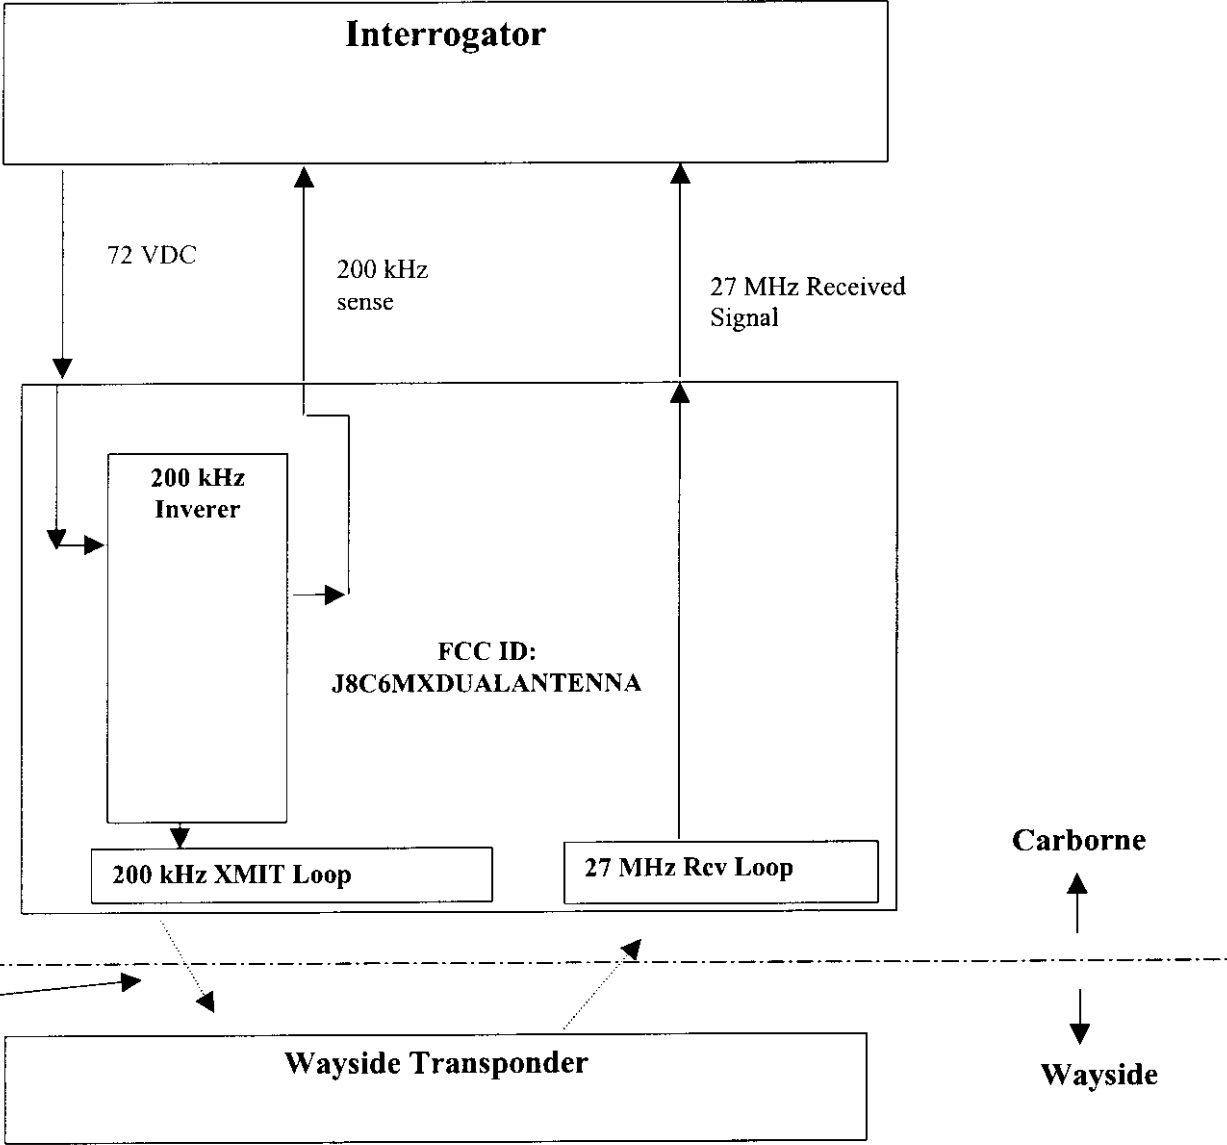 Interrogator
72 VDC
200 kHz
sense
27 MHz Received
Signal
200 kHz
Inverer
FCC ID:
J8C6MXDUALANTENNA
200 kHz XMIT Loop
27 MHz Rcv Loop
Carborne
Wayside Transponder
Wayside